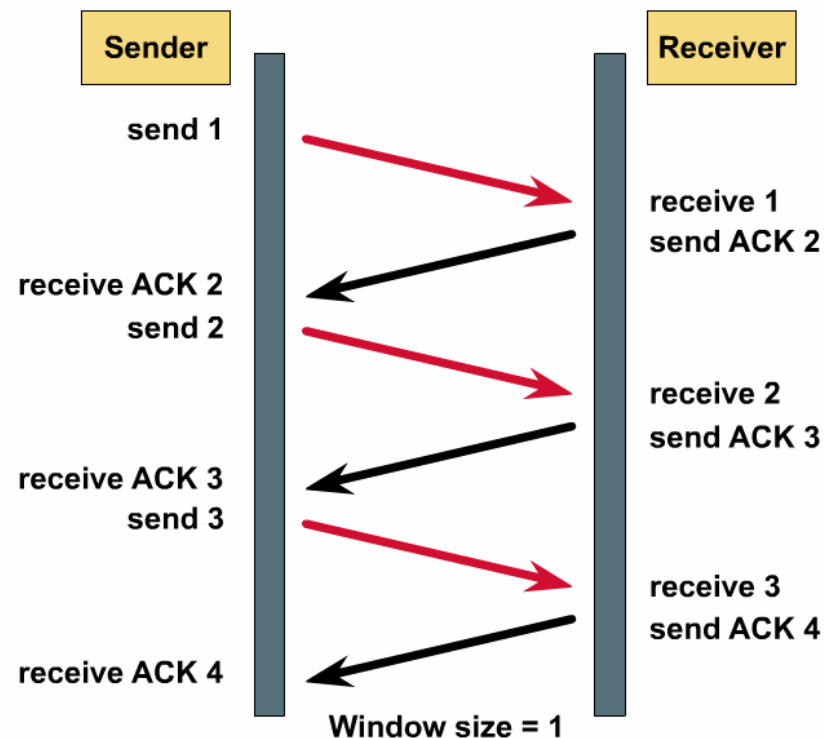 Sender
Receiver
send 1
receive 1
send ACK 2
receive ACK 2
send 2
receive 2
send ACK 3
receive ACK 3
send 3
receive 3
send ACK 4
receive ACK 4
Window size = 1